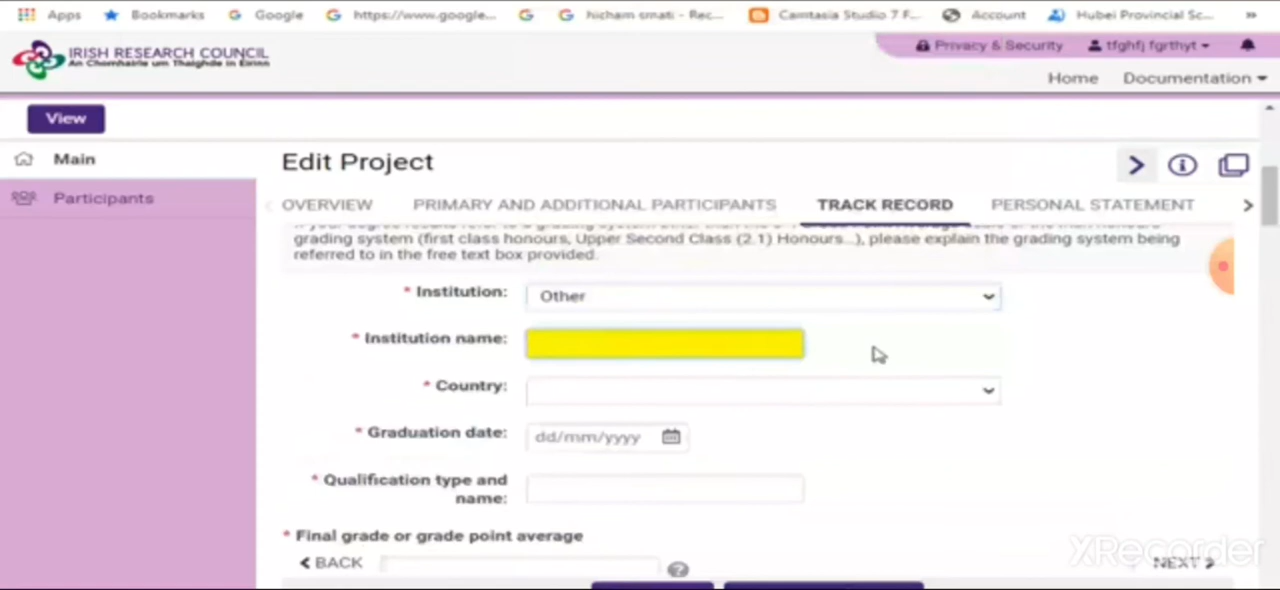 Apps Bookmarks Google https://www.google... hicham smati - Rec... Camtasia Studio 7 F... Account Hubei Provincial Sc... »
IRISH RESEARCH COUNCIL
An Chomhairle um Thaighde in Éirinn
Privacy & Security tfghfj fgrthyt
Home Documentation
View
Main
Participants
Edit Project
OVERVIEW PRIMARY AND ADDITIONAL PARTICIPANTS TRACK RECORD PERSONAL STATEMENT
grading system (first class honours, Upper Second Class (2.1) Honours...), please explain the grading system being
referred to in the free text box provided.
* Institution: Other
* Institution name:
* Country:
* Graduation date: dd/mm/yyyy
* Qualification type and
name:
* Final grade or grade point average
BACK
NEXT
XRecorder